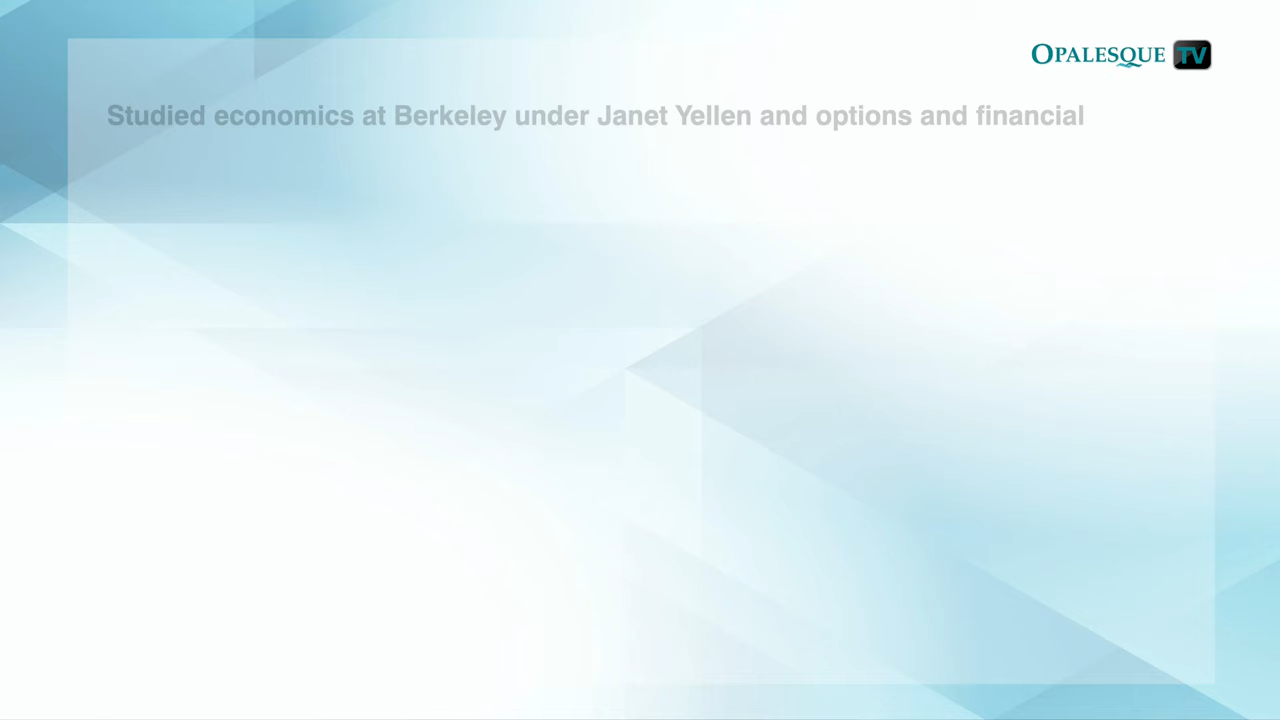 OPALESQUE TV
Studied economics at Berkeley under Janet Yellen and options and financial